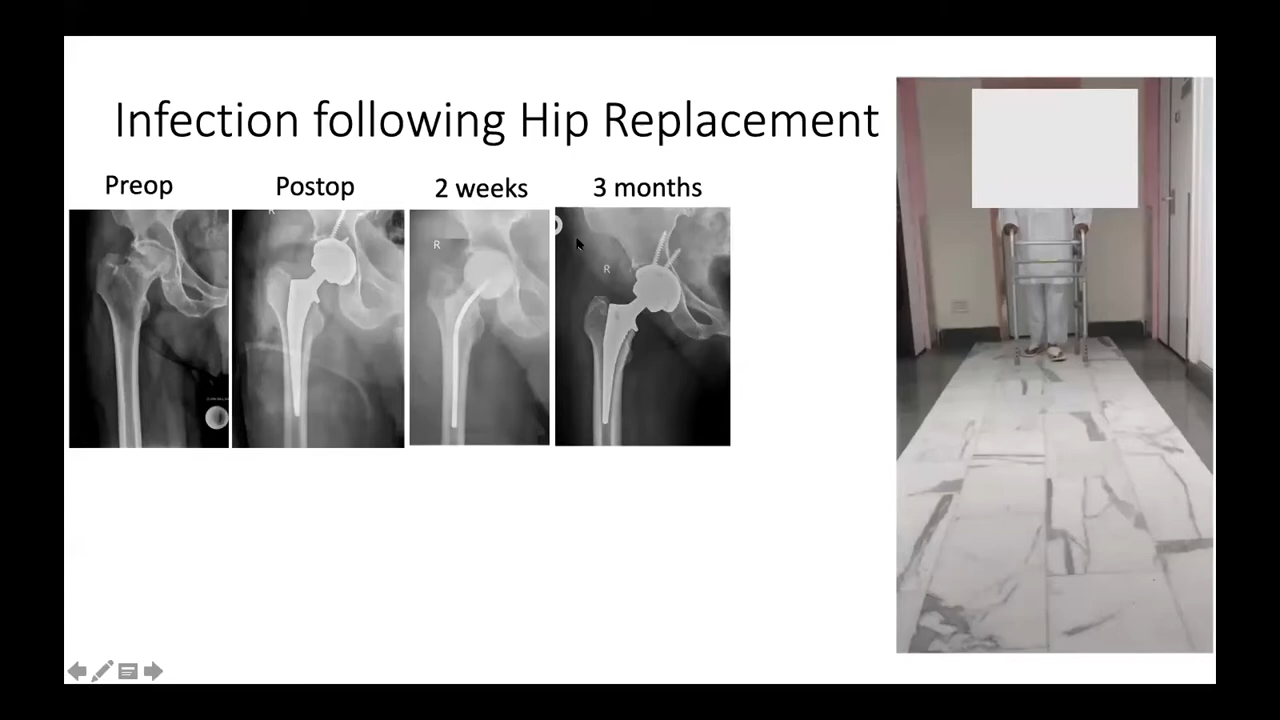 Infection following Hip Replacement
Preop
Postop
2 weeks
3 months
R
R
R